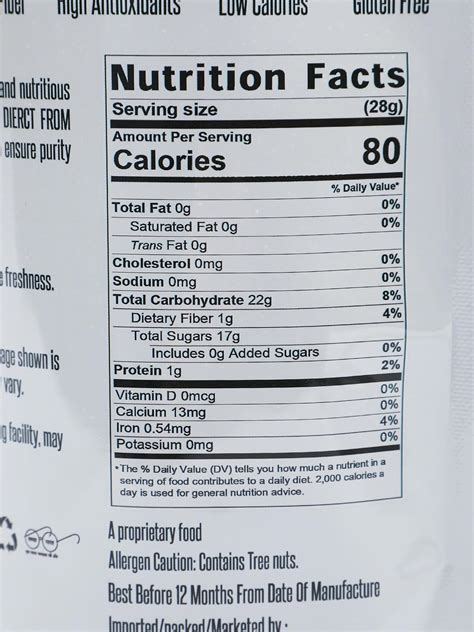 High Antioxidants Low Calories Gluten Free
and nutritious
DIERCT FROM
ensure purity
Nutrition Facts
Serving size (28g)
Amount Per Serving
Calories 80
% Daily Value*
Total Fat 0g 0%
Saturated Fat 0g 0%
Trans Fat 0g
Cholesterol 0mg 0%
Sodium 0mg 0%
Total Carbohydrate 22g 8%
Dietary Fiber 1g 4%
Total Sugars 17g
Includes 0g Added Sugars 0%
Protein 1g 2%
Vitamin D 0mcg 0%
Calcium 13mg 0%
Iron 0.54mg 4%
Potassium 0mg 0%
*The % Daily Value (DV) tells you how much a nutrient in a
serving of food contributes to a daily diet. 2,000 calories a
day is used for general nutrition advice.
freshness.
shown is
vary.
facility, may
A proprietary food
Allergen Caution: Contains Tree nuts.
Best Before 12 Months From Date Of Manufacture
Imported/packed/Marketed by :